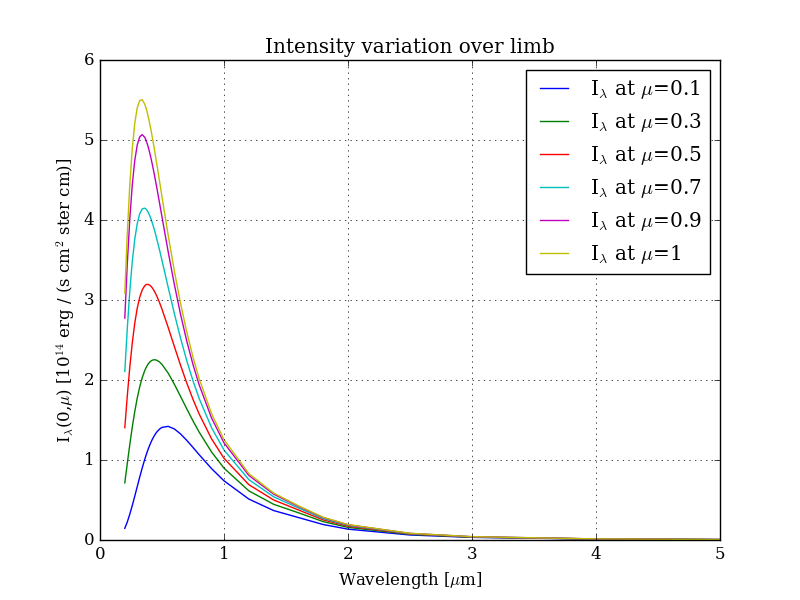 Intensity variation over limb
I_λ(0,μ) [10^14 erg / (s cm^2 ster cm)]
6
5
4
3
2
1
0
I_λ at μ=0.1
I_λ at μ=0.3
I_λ at μ=0.5
I_λ at μ=0.7
I_λ at μ=0.9
I_λ at μ=1
0 1 2 3 4 5
Wavelength [μm]